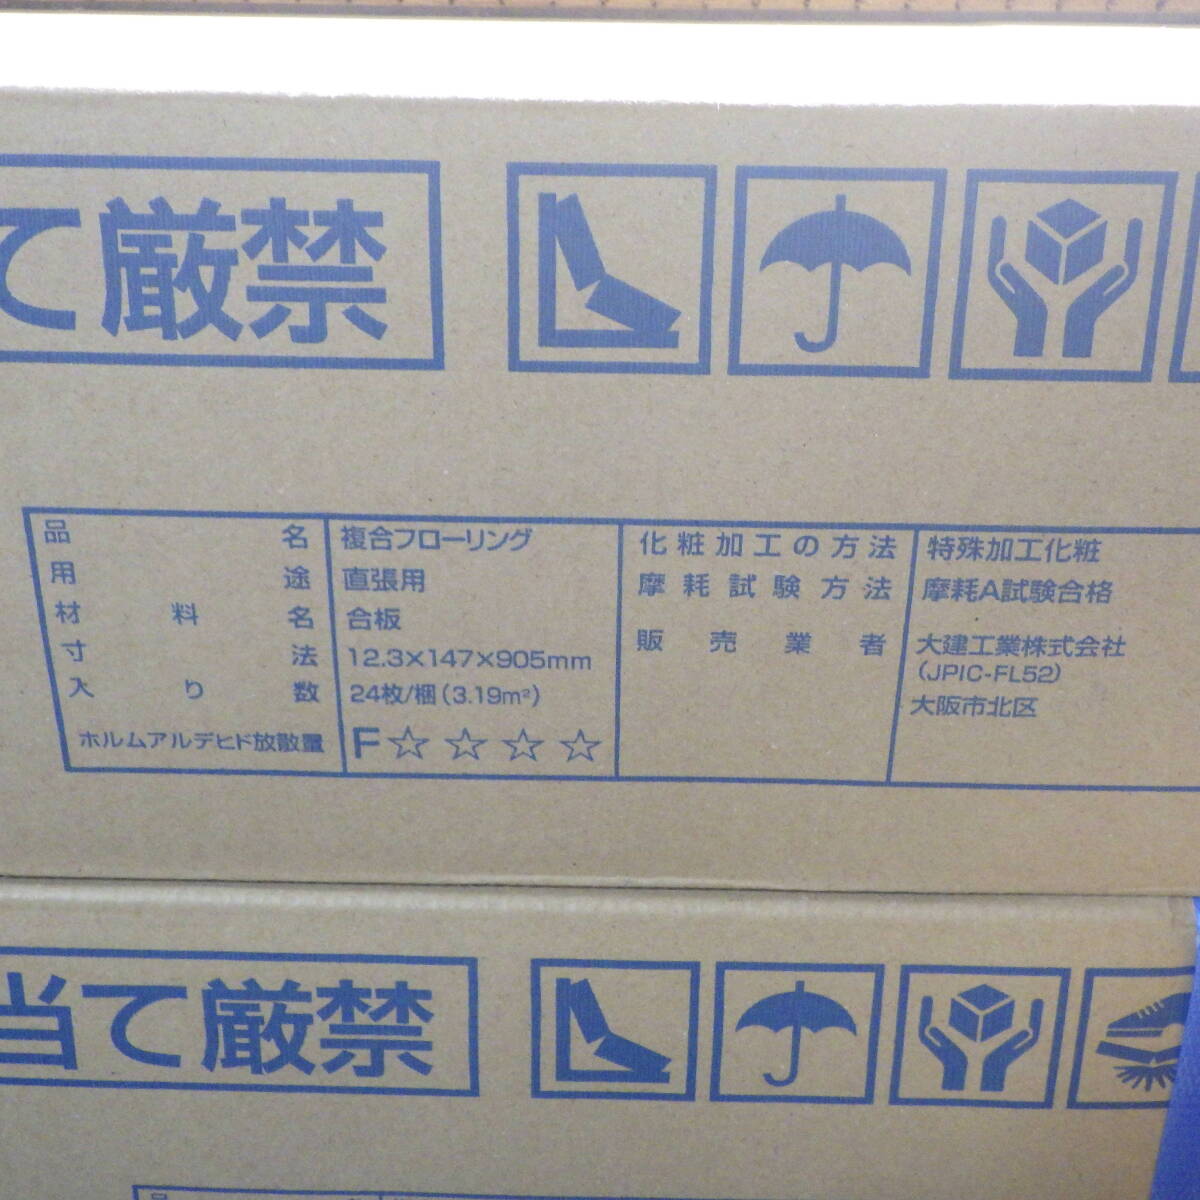 て厳禁
品名 複合フローリング
用途 直張用
材料名 合板
寸法 12.3×147×905mm
入り数 24枚/梱(3.19m²)
ホルムアルデヒド放散量 F☆☆☆☆
化粧加工の方法 特殊加工化粧
摩耗試験方法 摩耗A試験合格
販売業者 大建工業株式会社
(JPIC-FL52)
大阪市北区
当て厳禁